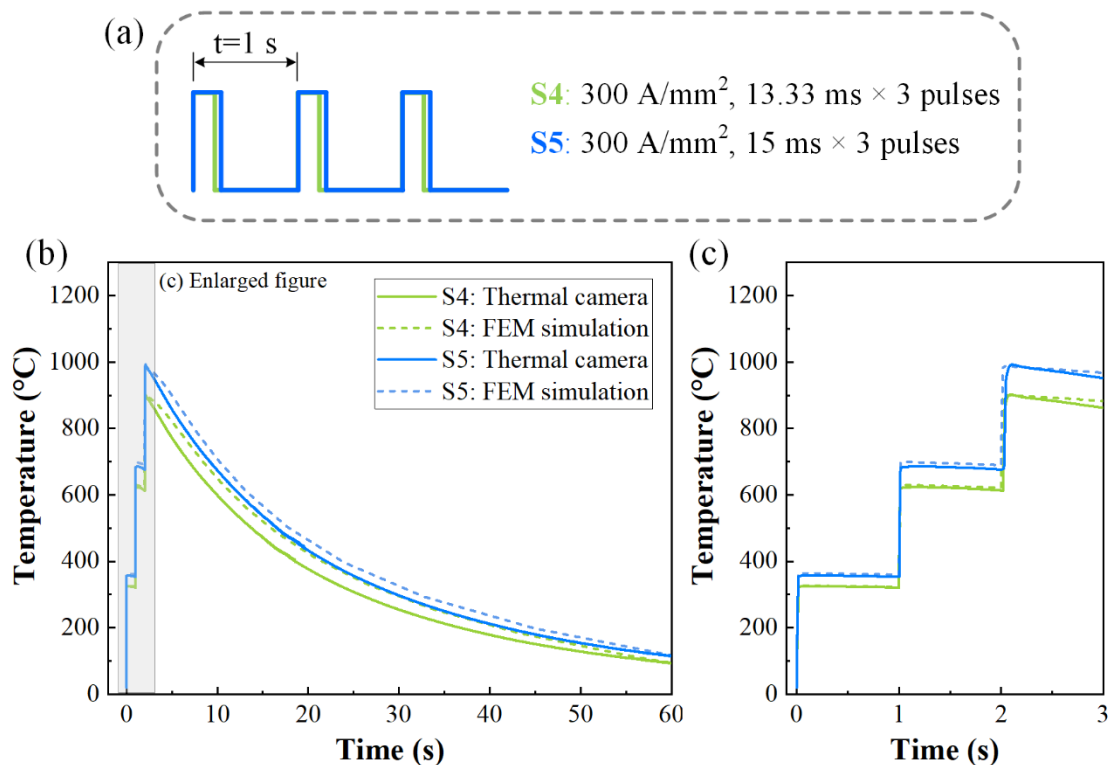 (a)
t=1 s
S4: 300 A/mm², 13.33 ms × 3 pulses
S5: 300 A/mm², 15 ms × 3 pulses
(b)
(c) Enlarged figure
S4: Thermal camera
S4: FEM simulation
S5: Thermal camera
S5: FEM simulation
1200
1000
800
600
400
200
0
Temperature (°C)
0
10
20
30
40
50
60
Time (s)
(c)
1200
1000
800
600
400
200
0
Temperature (°C)
0
1
2
3
Time (s)